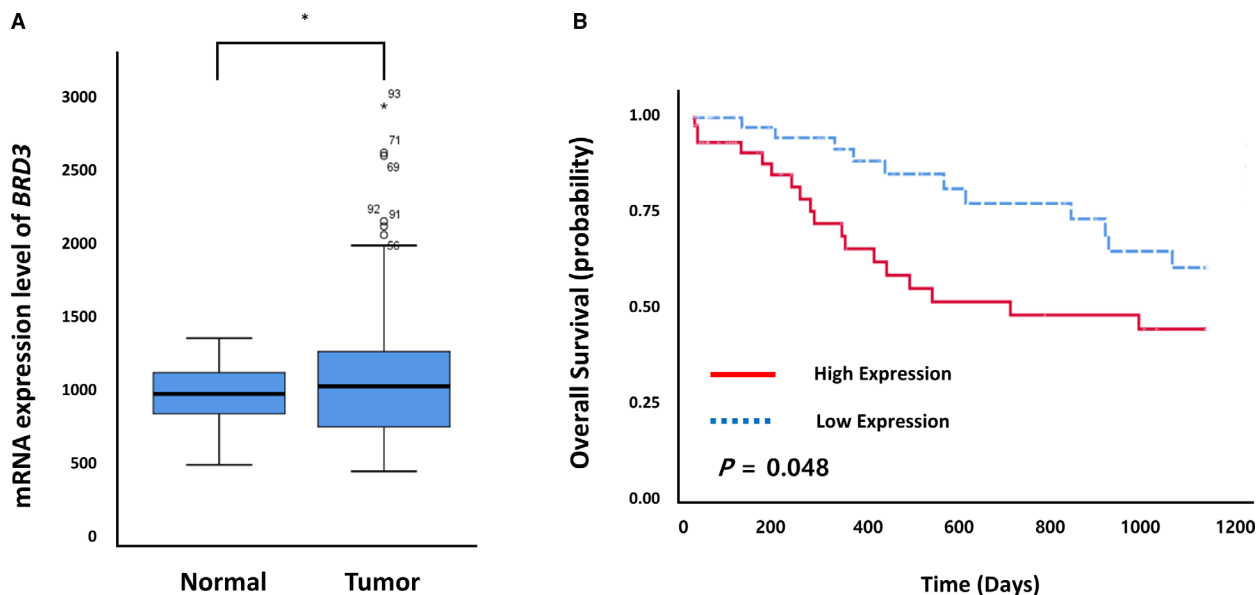 A
*
mRNA expression level of BRD3
3000
2500
2000
1500
1000
500
0
93
*
71
69
92 91
56
Normal Tumor
B
Overall Survival (probability)
1.00
0.75
0.50
0.25
0.00
High Expression
Low Expression
P = 0.048
0 200 400 600 800 1000 1200
Time (Days)